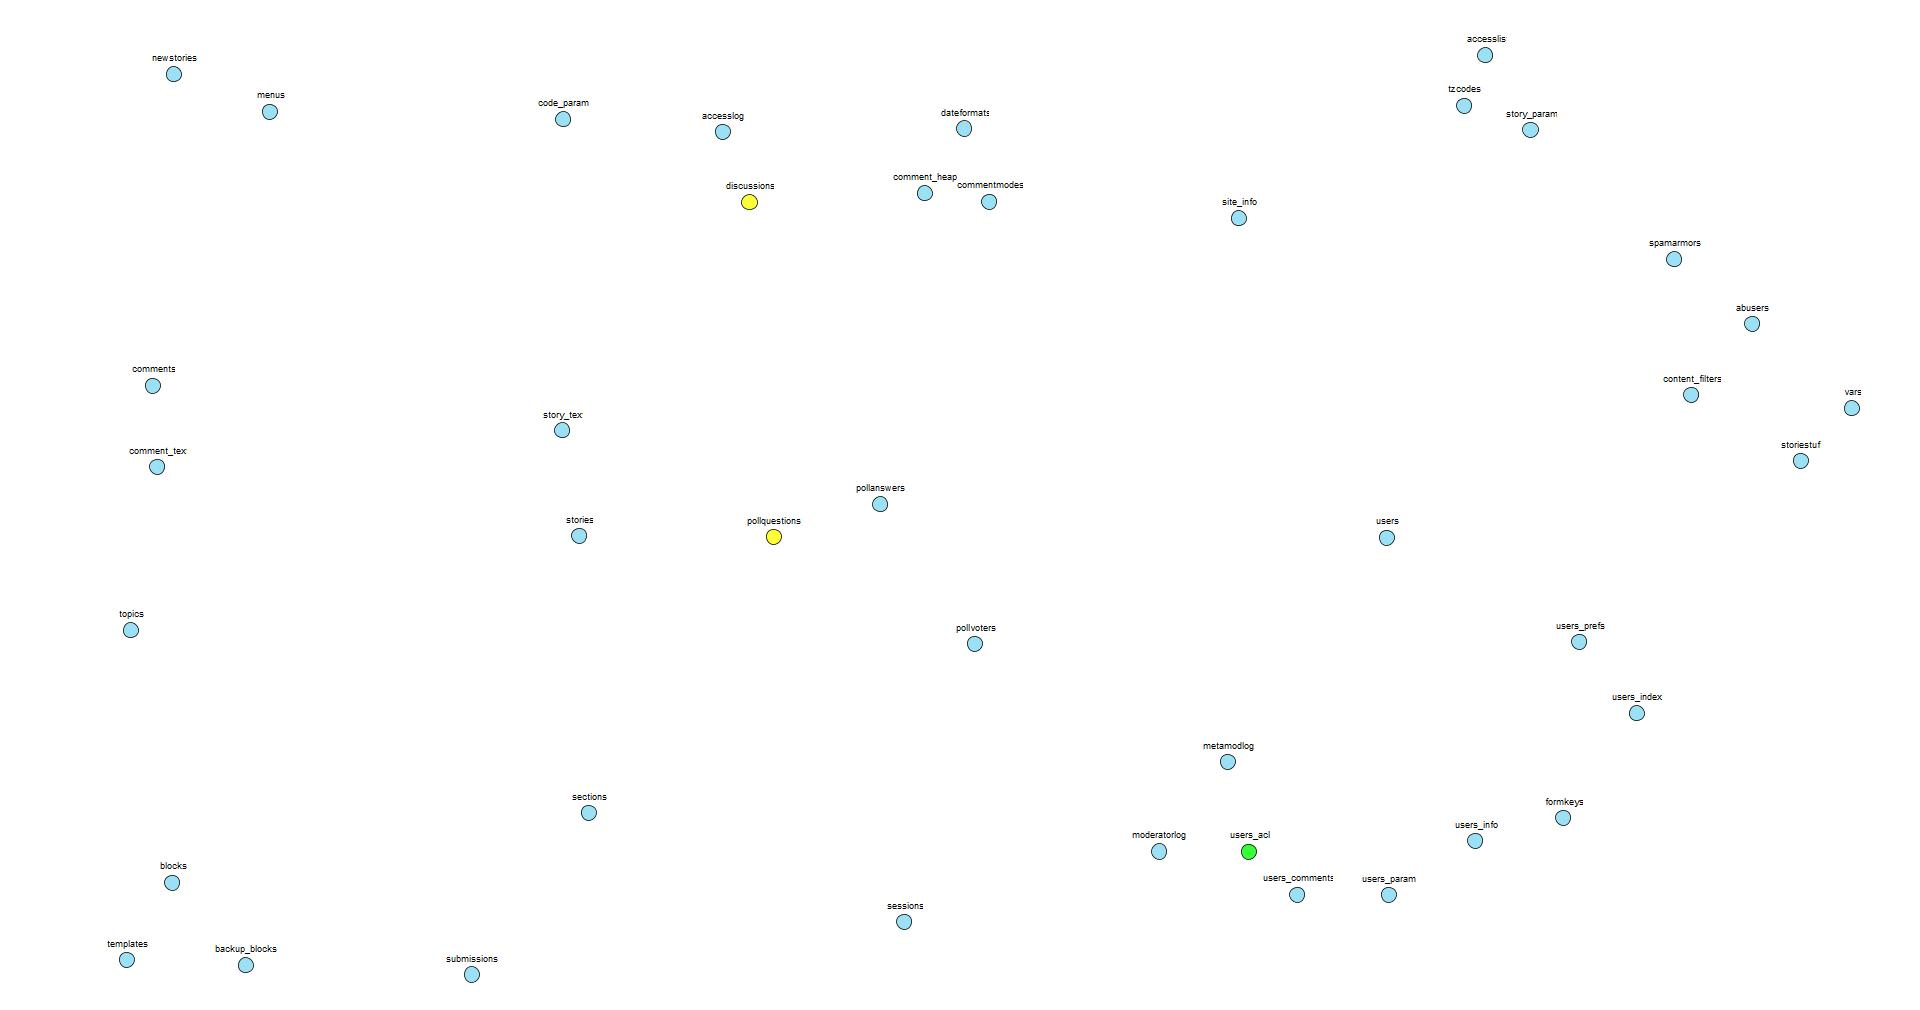 accesslis
newstories
tzcodes
menus
code_param
dateformats
story_param
accesslog
comment_heap
commentmodes
discussions
site_info
spamarmors
abusers
comments
content_filters
vars
story_tex
storiestuf
comment_tex
pollanswers
stories
pollquestions
users
topics
users_prefs
pollvoters
users_index
metamodlog
sections
formkeys
users_info
moderatorlog
users_acl
blocks
users_comments
users_param
sessions
templates
backup_blocks
submissions